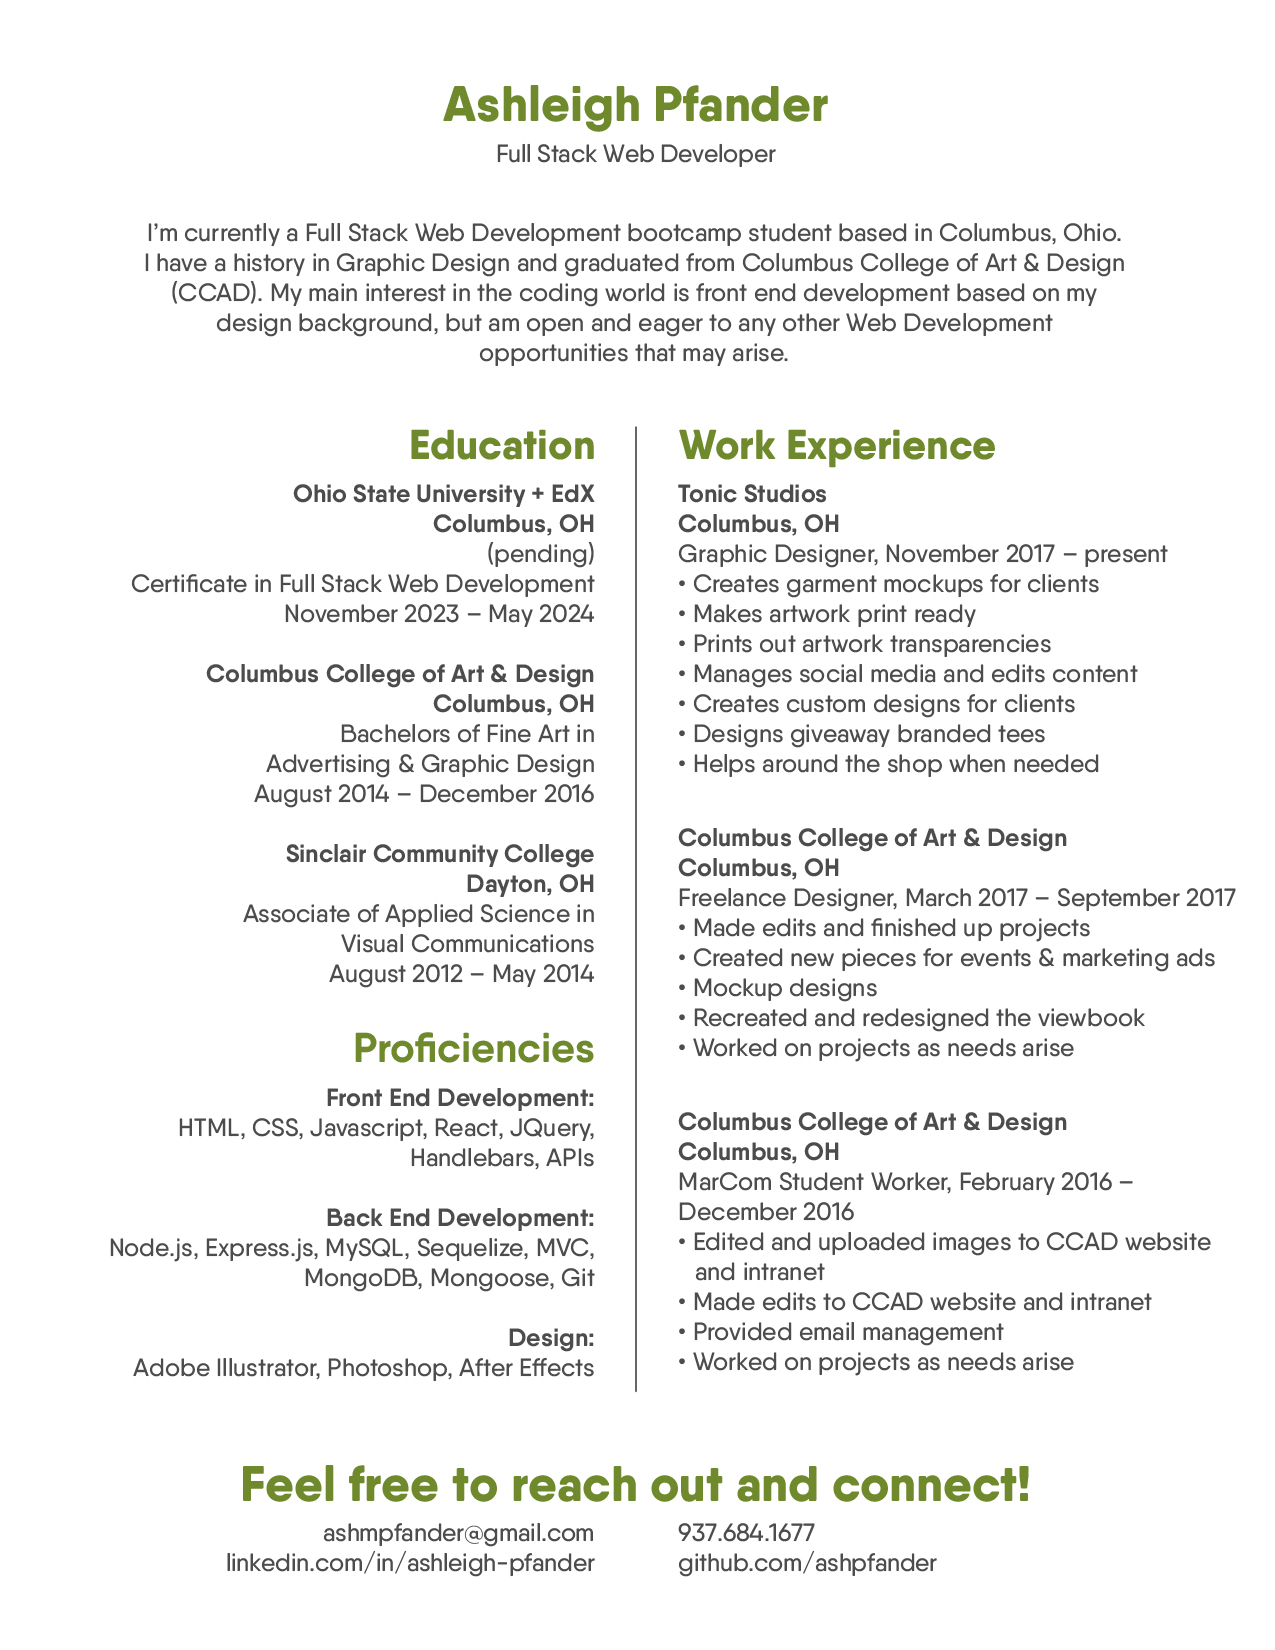 Ashleigh Pfander
Full Stack Web Developer
I’m currently a Full Stack Web Development bootcamp student based in Columbus, Ohio.
I have a history in Graphic Design and graduated from Columbus College of Art & Design
(CCAD). My main interest in the coding world is front end development based on my
design background, but am open and eager to any other Web Development
opportunities that may arise.
Education
Ohio State University + EdX
Columbus, OH
(pending)
Certificate in Full Stack Web Development
November 2023 – May 2024
Columbus College of Art & Design
Columbus, OH
Bachelors of Fine Art in
Advertising & Graphic Design
August 2014 – December 2016
Sinclair Community College
Dayton, OH
Associate of Applied Science in
Visual Communications
August 2012 – May 2014
Proficiencies
Front End Development:
HTML, CSS, Javascript, React, JQuery,
Handlebars, APIs
Back End Development:
Node.js, Express.js, MySQL, Sequelize, MVC,
MongoDB, Mongoose, Git
Design:
Adobe Illustrator, Photoshop, After Effects
Work Experience
Tonic Studios
Columbus, OH
Graphic Designer, November 2017 – present
• Creates garment mockups for clients
• Makes artwork print ready
• Prints out artwork transparencies
• Manages social media and edits content
• Creates custom designs for clients
• Designs giveaway branded tees
• Helps around the shop when needed
Columbus College of Art & Design
Columbus, OH
Freelance Designer, March 2017 – September 2017
• Made edits and finished up projects
• Created new pieces for events & marketing ads
• Mockup designs
• Recreated and redesigned the viewbook
• Worked on projects as needs arise
Columbus College of Art & Design
Columbus, OH
MarCom Student Worker, February 2016 –
December 2016
• Edited and uploaded images to CCAD website
and intranet
• Made edits to CCAD website and intranet
• Provided email management
• Worked on projects as needs arise
Feel free to reach out and connect!
ashmpfander@gmail.com
linkedin.com/in/ashleigh-pfander
937.684.1677
github.com/ashpfander